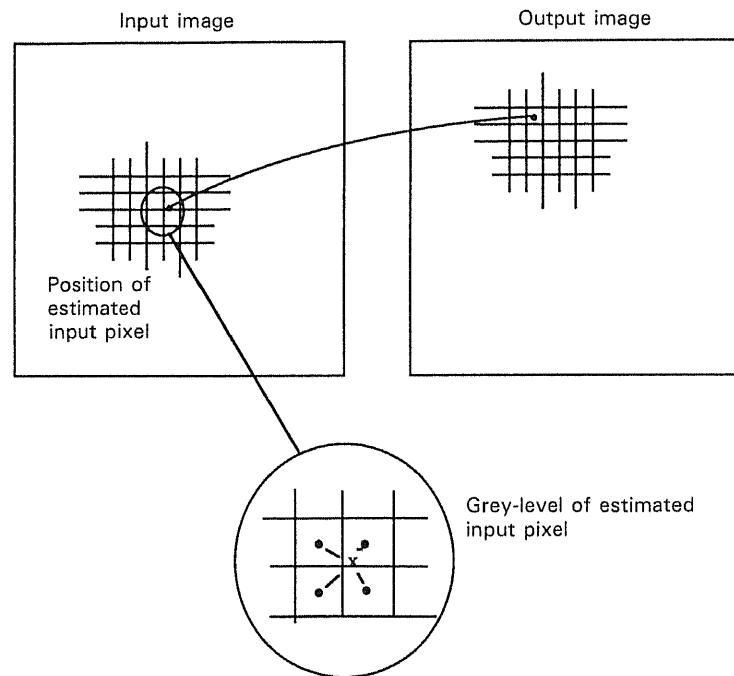 Input image
Output image
Position of
estimated
input pixel
Grey-level of estimated
input pixel
x